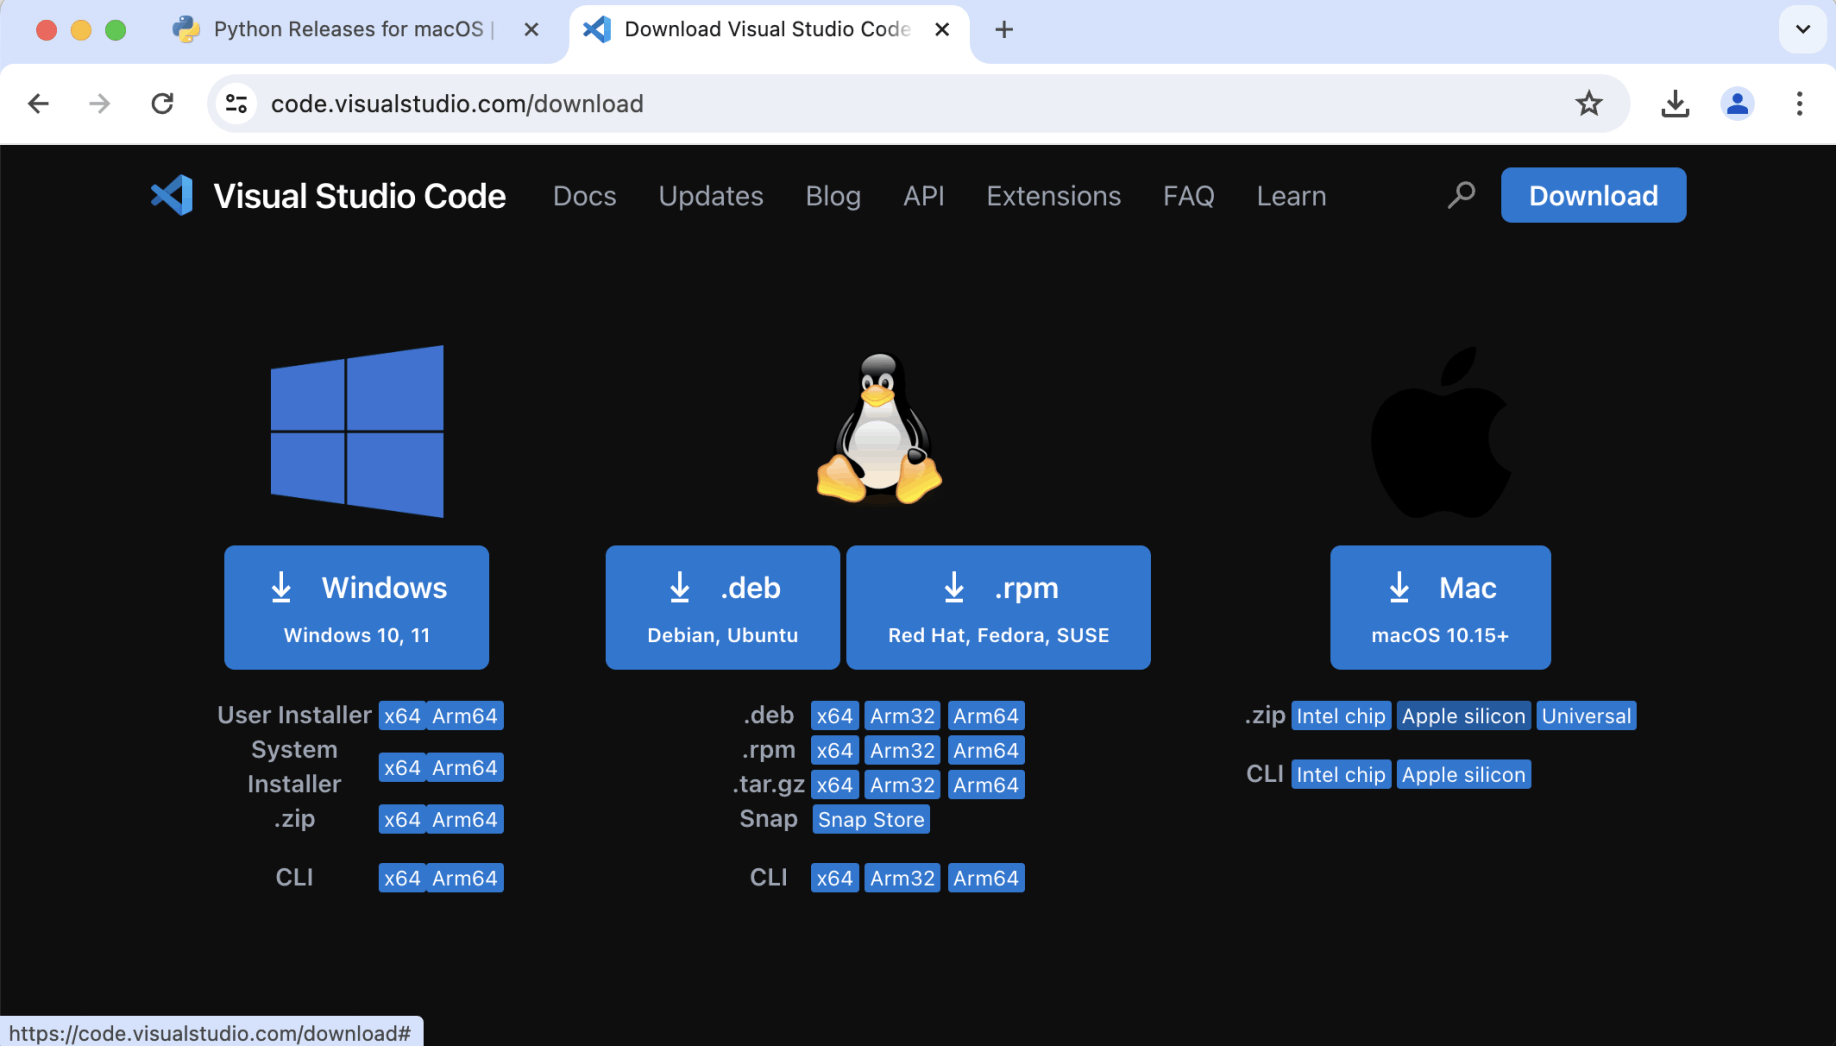 Python Releases for macOS |
Download Visual Studio Code
code.visualstudio.com/download
Visual Studio Code Docs Updates Blog API Extensions FAQ Learn Download
Windows
Windows 10, 11
.deb
Debian, Ubuntu
.rpm
Red Hat, Fedora, SUSE
Mac
macOS 10.15+
User Installer x64 Arm64
System Installer x64 Arm64
.zip x64 Arm64
CLI x64 Arm64
.deb x64 Arm32 Arm64
.rpm x64 Arm32 Arm64
.tar.gz x64 Arm32 Arm64
Snap Snap Store
CLI x64 Arm32 Arm64
.zip Intel chip Apple silicon Universal
CLI Intel chip Apple silicon
https://code.visualstudio.com/download#